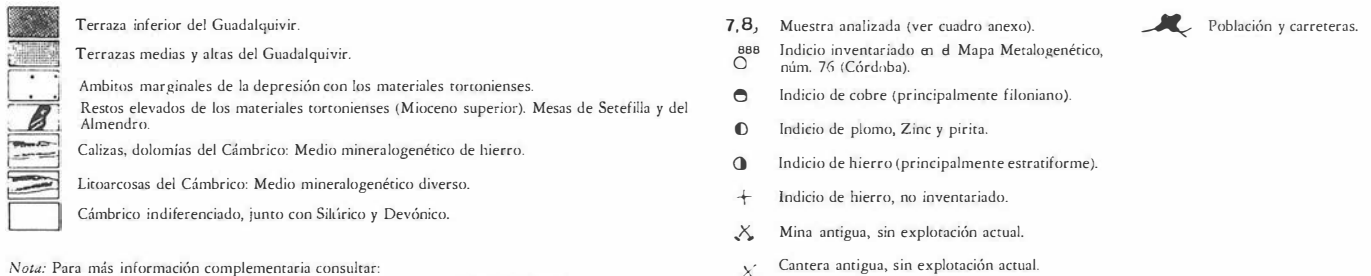 Terraza inferior del Guadalquivir.
Terrazas medias y altas del Guadalquivir.
Ambitos marginales de la depresión con los materiales tortonienses.
Restos elevados de los materiales tortonienses (Mioceno superior). Mesas de Setefilla y del
Almendro.
Calizas, dolomías del Cámbrico: Medio mineralogenético de hierro.
Litoarcosas del Cámbrico: Medio mineralogenético diverso.
Cámbrico indiferenciado, junto con Silúrico y Devónico.
Nota: Para más información complementaria consultar:
7,8, Muestra analizada (ver cuadro anexo).
888 Indicio inventariado en el Mapa Metalogenético,
núm. 76 (Córdoba).
Indicio de cobre (principalmente filoniano).
Indicio de plomo, Zinc y pirita.
Indicio de hierro (principalmente estratiforme).
Indicio de hierro, no inventariado.
Mina antigua, sin explotación actual.
Cantera antigua, sin explotación actual.
Población y carreteras.